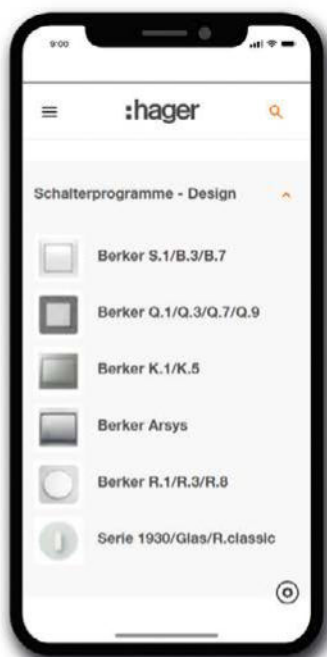 9:00
:hager
Schalterprogramme - Design
Berker S.1/B.3/B.7
Berker Q.1/Q.3/Q.7/Q.9
Berker K.1/K.5
Berker Arsys
Berker R.1/R.3/R.8
Serie 1930/Glas/R.classic